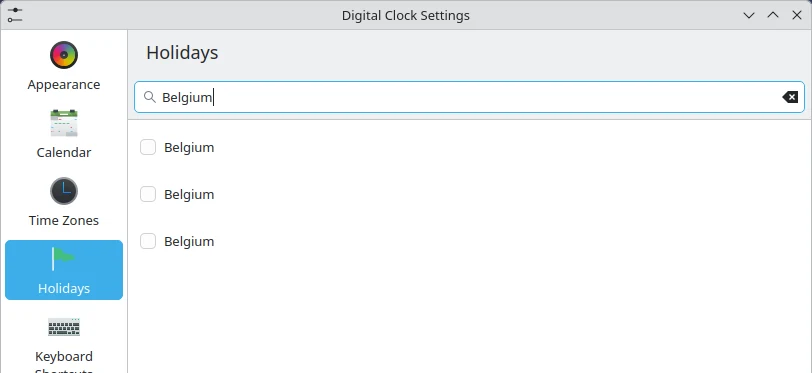 Digital Clock Settings
Appearance
Calendar
Time Zones
Holidays
Keyboard
Holidays
Belgium
Belgium
Belgium
Belgium